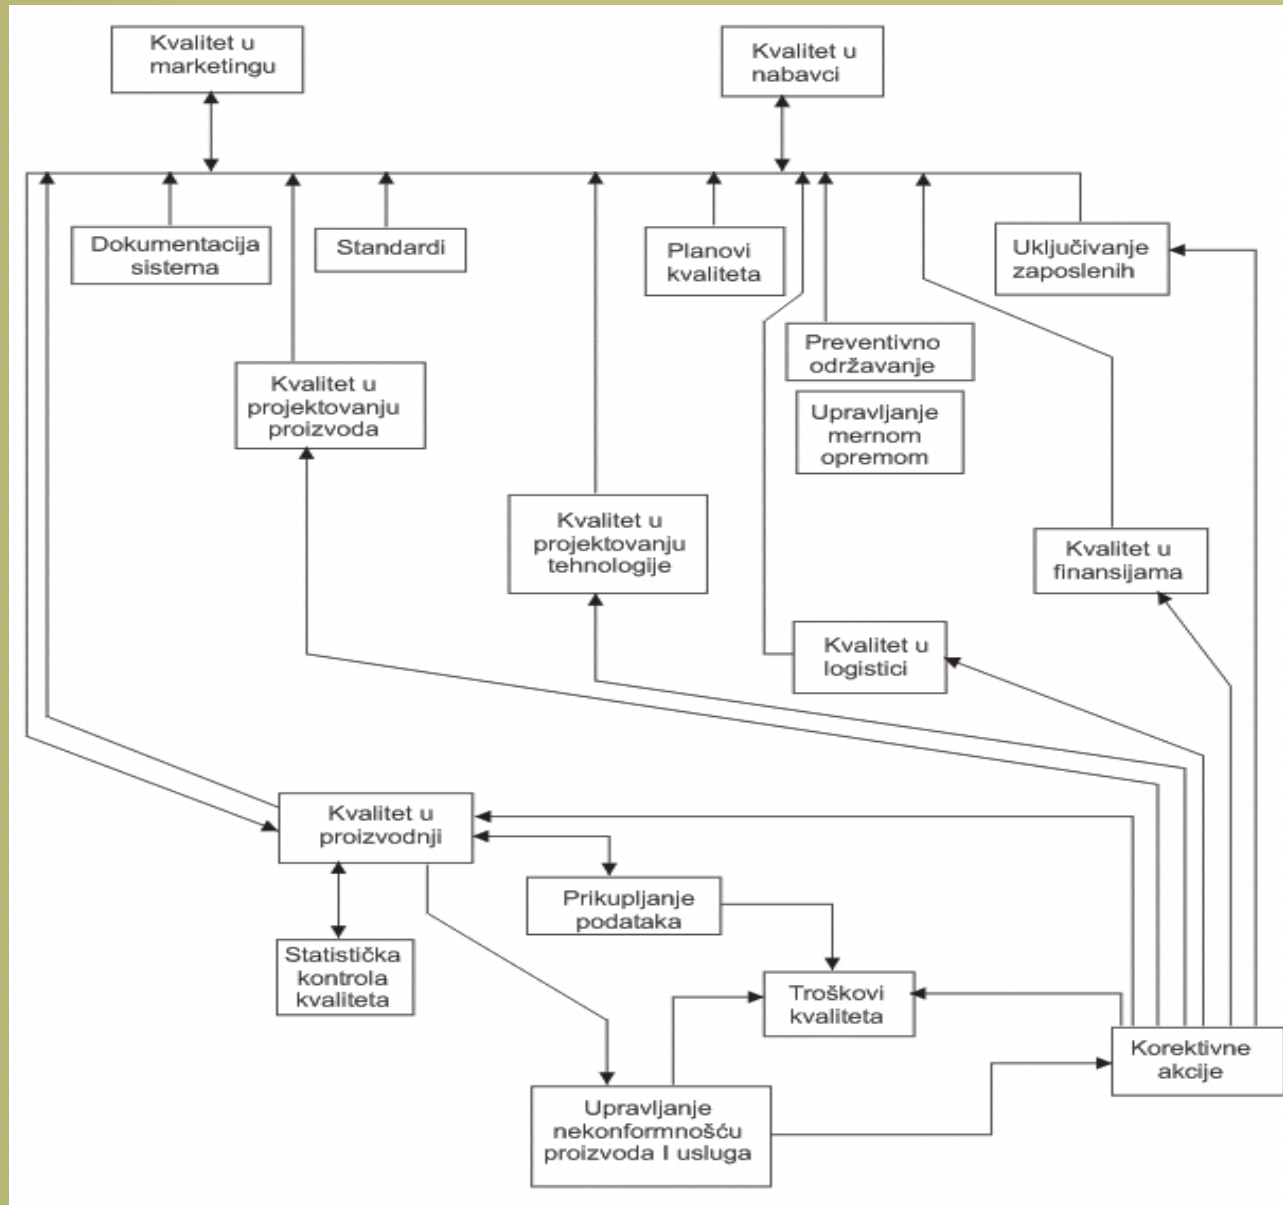 Kvalitet u
marketingu
Kvalitet u
nabavci
Dokumentacija
sistema
Standardi
Planovi
kvaliteta
Uključivanje
zaposlenih
Preventivno
održavanje
Kvalitet u
projektovanju
proizvoda
Upravljanje
mernom
opremom
Kvalitet u
projektovanju
tehnologije
Kvalitet u
finansijama
Kvalitet u
logistici
Kvalitet u
proizvodnji
Prikupljanje
podataka
Statistička
kontrola
kvaliteta
Troškovi
kvaliteta
Korektivne
akcije
Upravljanje
nekonformnošću
proizvoda I usluga